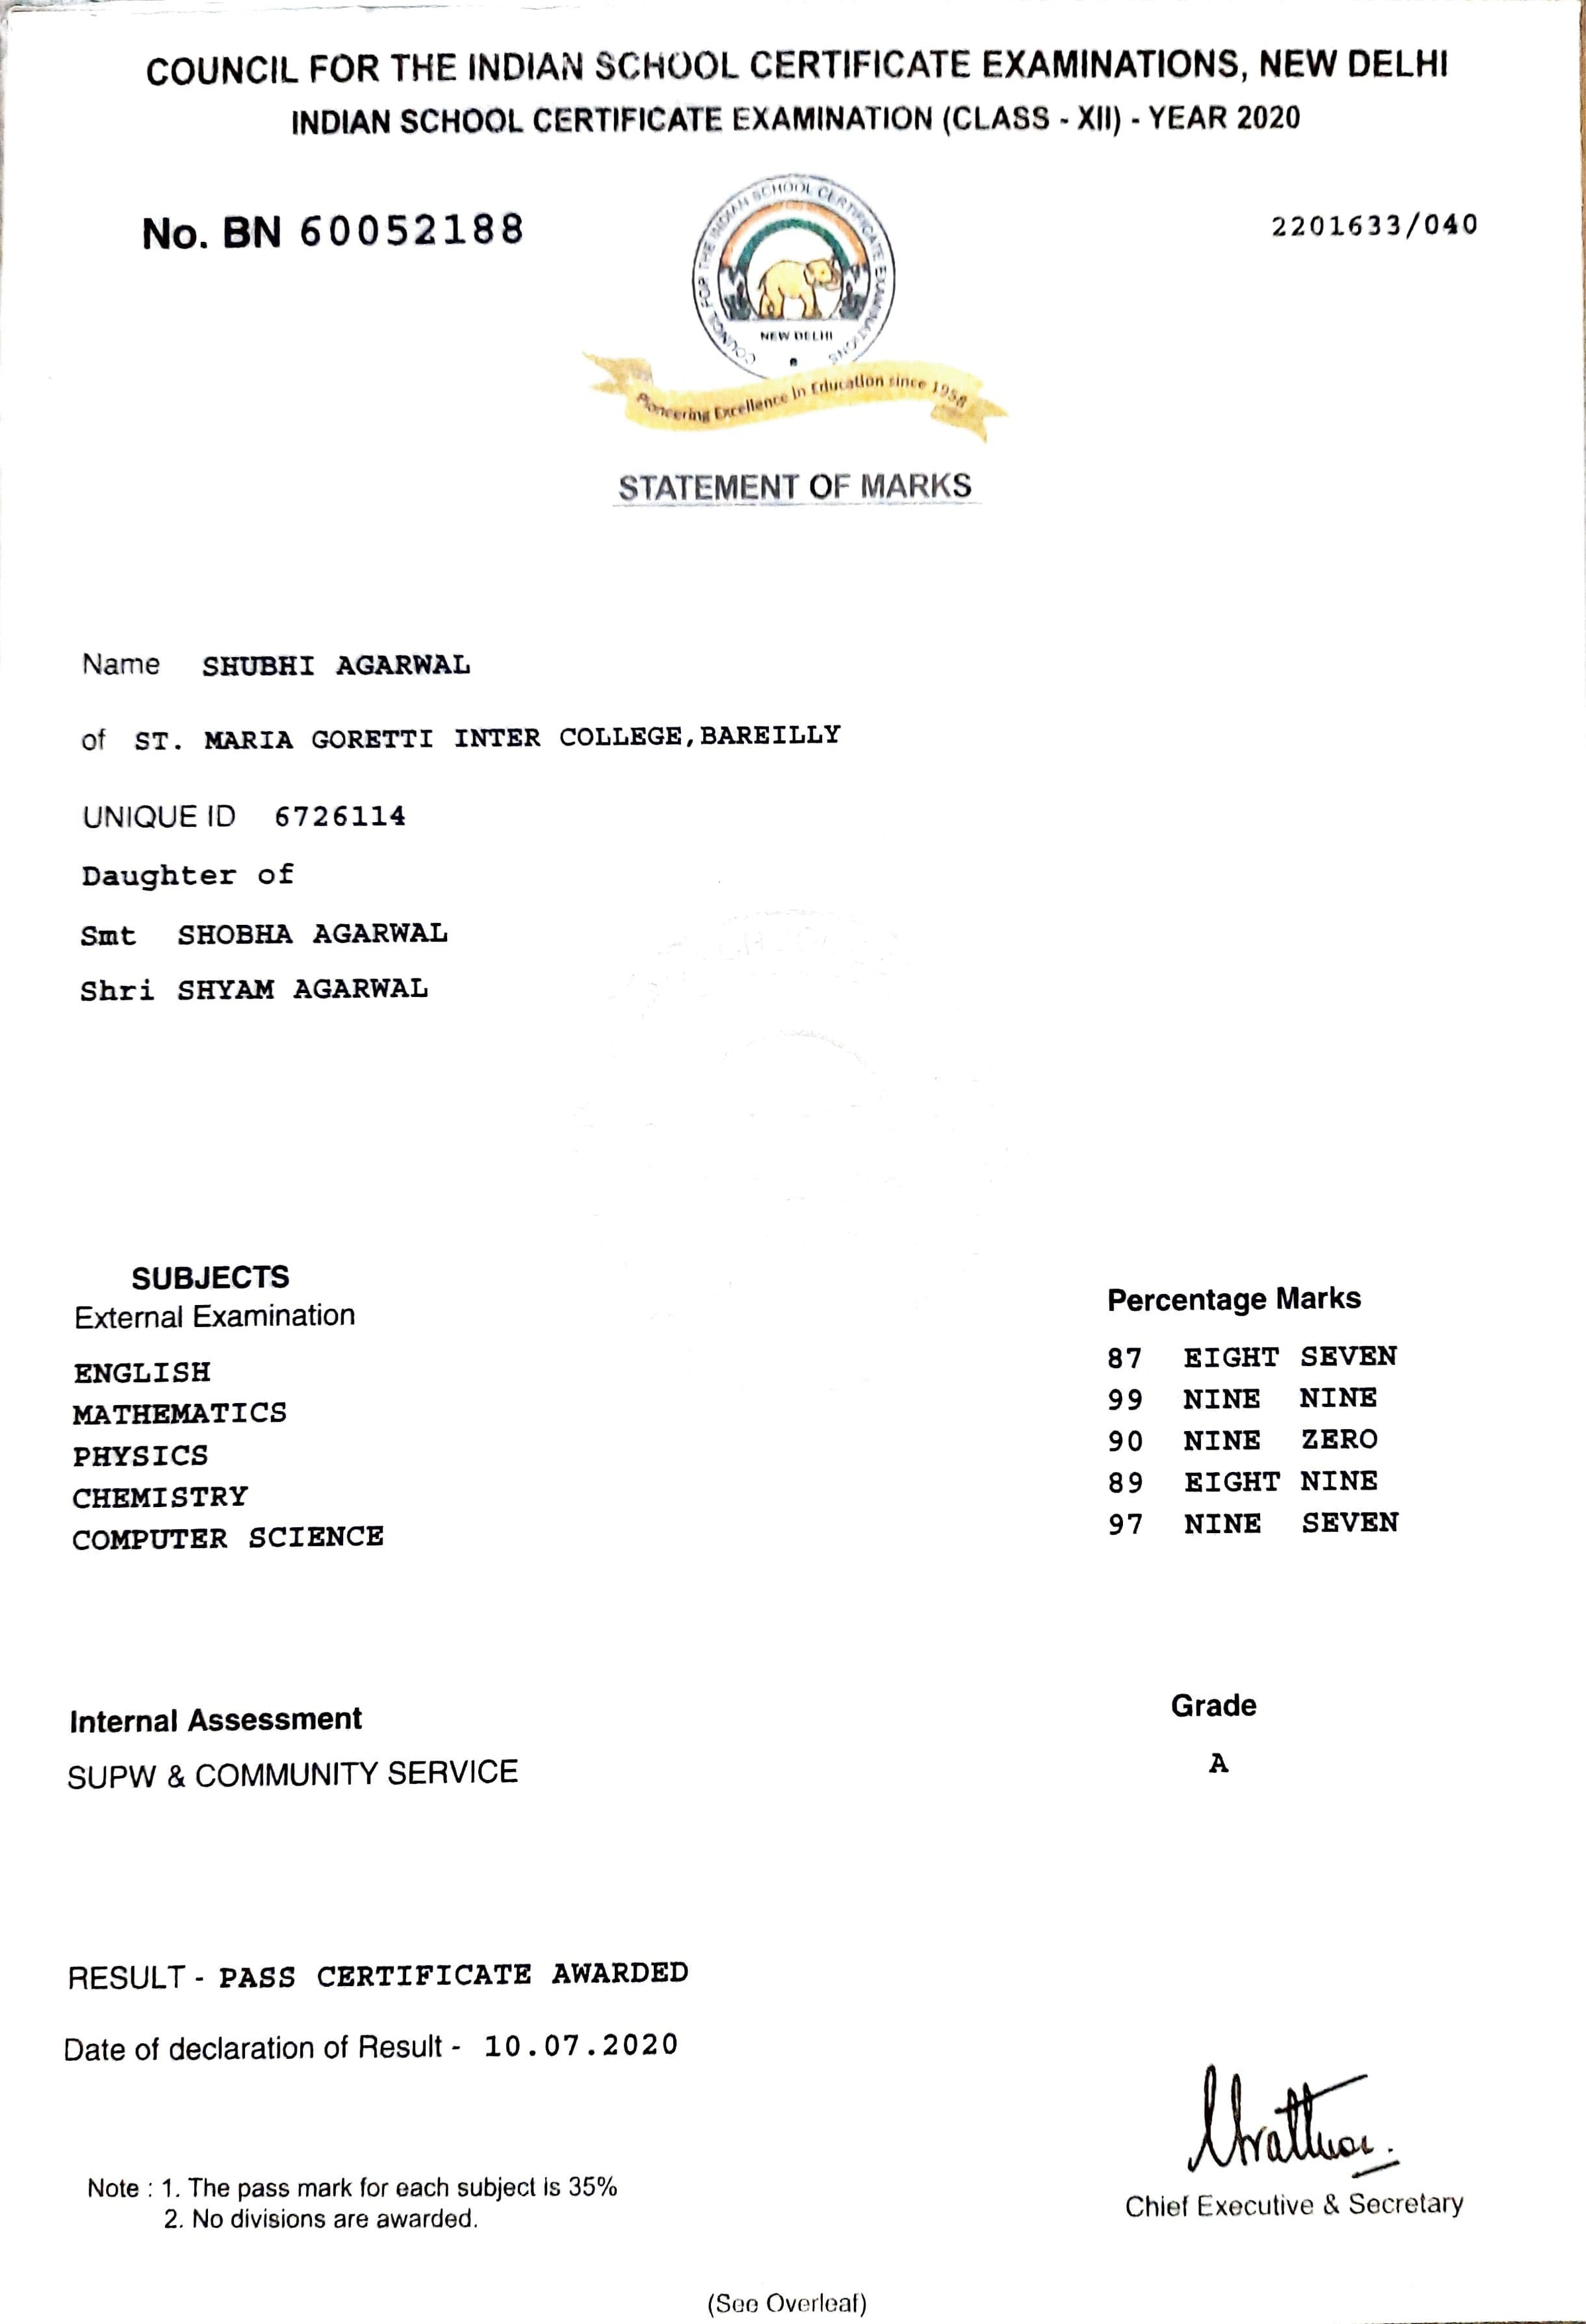 COUNCIL FOR THE INDIAN SCHOOL CERTIFICATE EXAMINATIONS, NEW DELHI
INDIAN SCHOOL CERTIFICATE EXAMINATION (CLASS - XII) - YEAR 2020
No. BN 60052188
2201633/040
COUNCIL FOR THE INDIAN SCHOOL CERTIFICATE EXAMINATIONS
NEW DELHI
Pioneering Excellence in Education since 1958
STATEMENT OF MARKS
Name SHUBHI AGARWAL
of ST. MARIA GORETTI INTER COLLEGE,BAREILLY
UNIQUE ID 6726114
Daughter of
Smt SHOBHA AGARWAL
Shri SHYAM AGARWAL
SUBJECTS
External Examination Percentage Marks
ENGLISH 87 EIGHT SEVEN
MATHEMATICS 99 NINE NINE
PHYSICS 90 NINE ZERO
CHEMISTRY 89 EIGHT NINE
COMPUTER SCIENCE 97 NINE SEVEN
Internal Assessment Grade
SUPW & COMMUNITY SERVICE A
RESULT - PASS CERTIFICATE AWARDED
Date of declaration of Result - 10.07.2020
Note : 1. The pass mark for each subject is 35%
2. No divisions are awarded.
Chief Executive & Secretary
(See Overleaf)